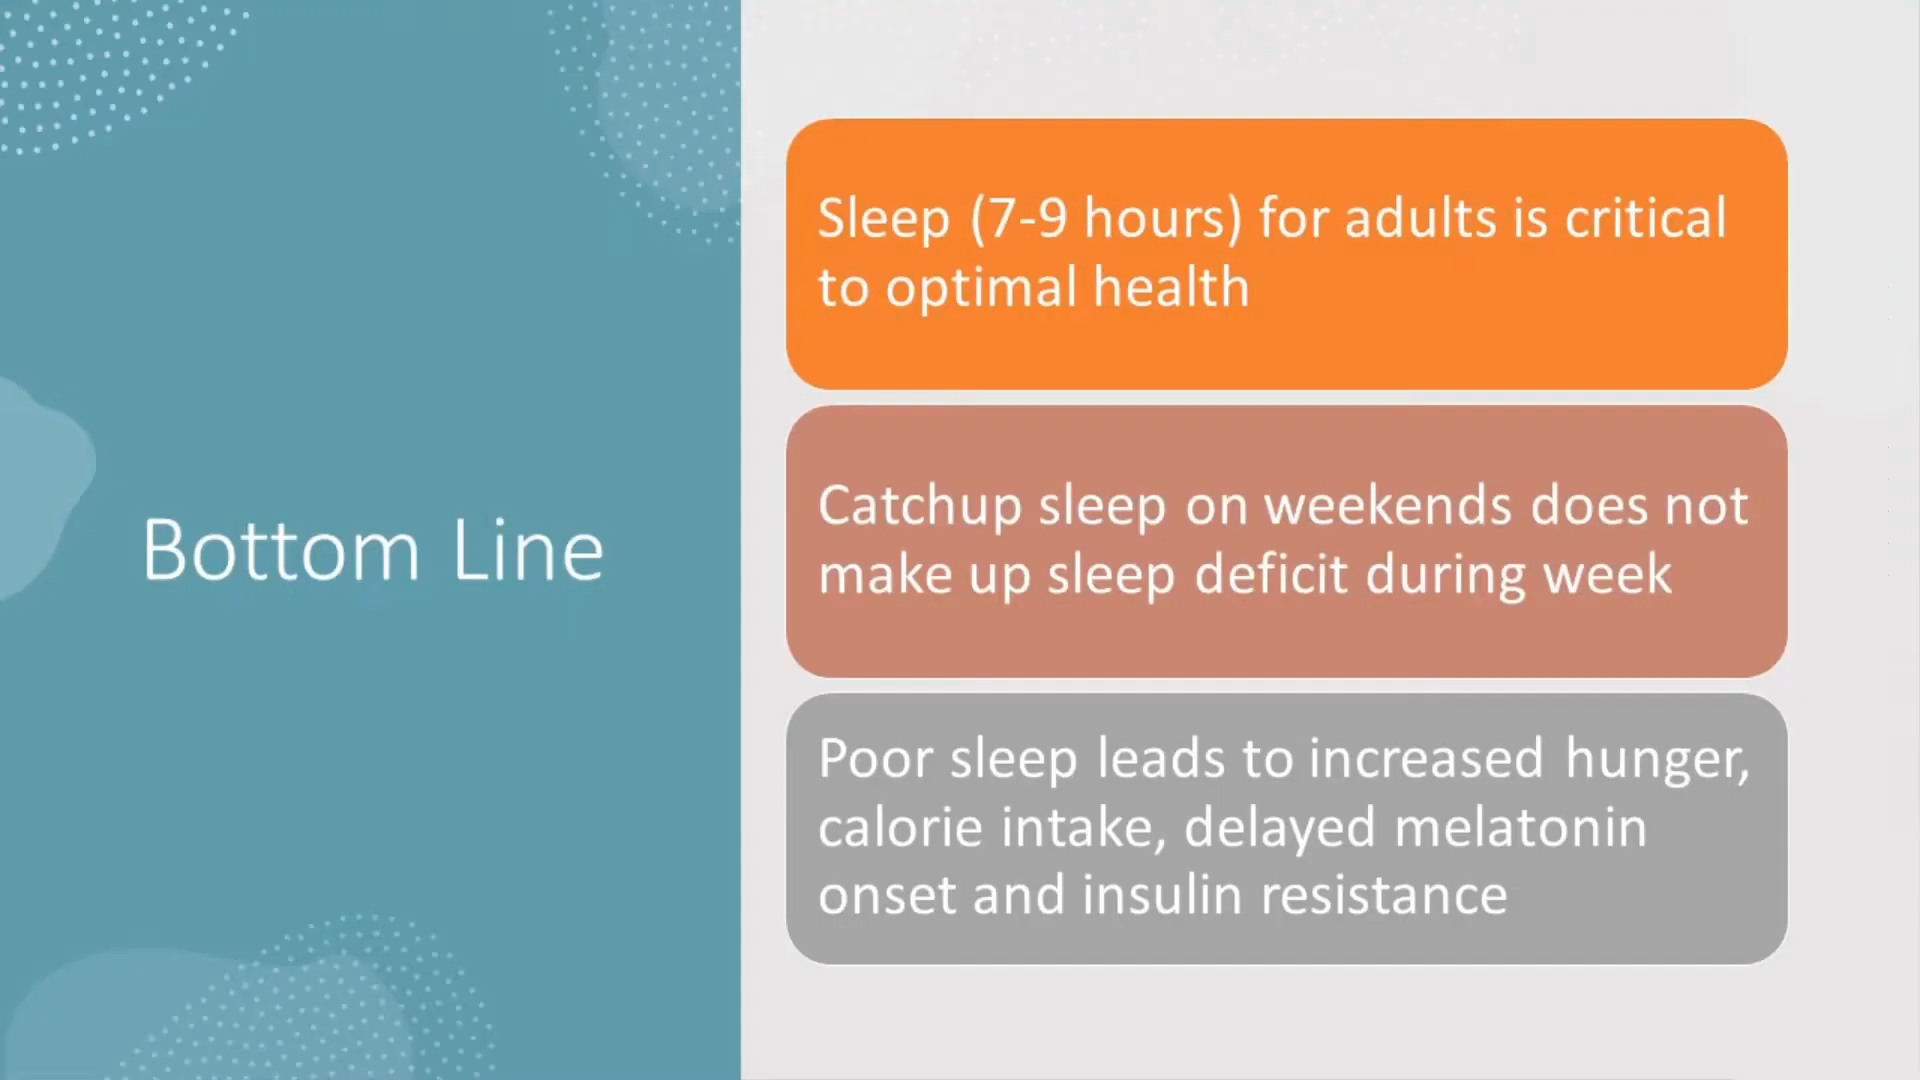 Bottom Line
Sleep (7-9 hours) for adults is critical
to optimal health
Catchup sleep on weekends does not
make up sleep deficit during week
Poor sleep leads to increased hunger,
calorie intake, delayed melatonin
onset and insulin resistance